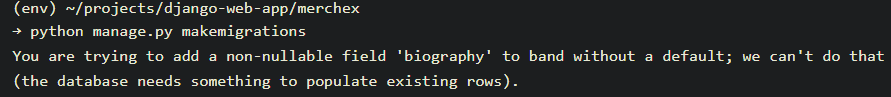 (env) ~/projects/django-web-app/merchex
→ python manage.py makemigrations
You are trying to add a non-nullable field 'biography' to band without a default; we can't do that
(the database needs something to populate existing rows).